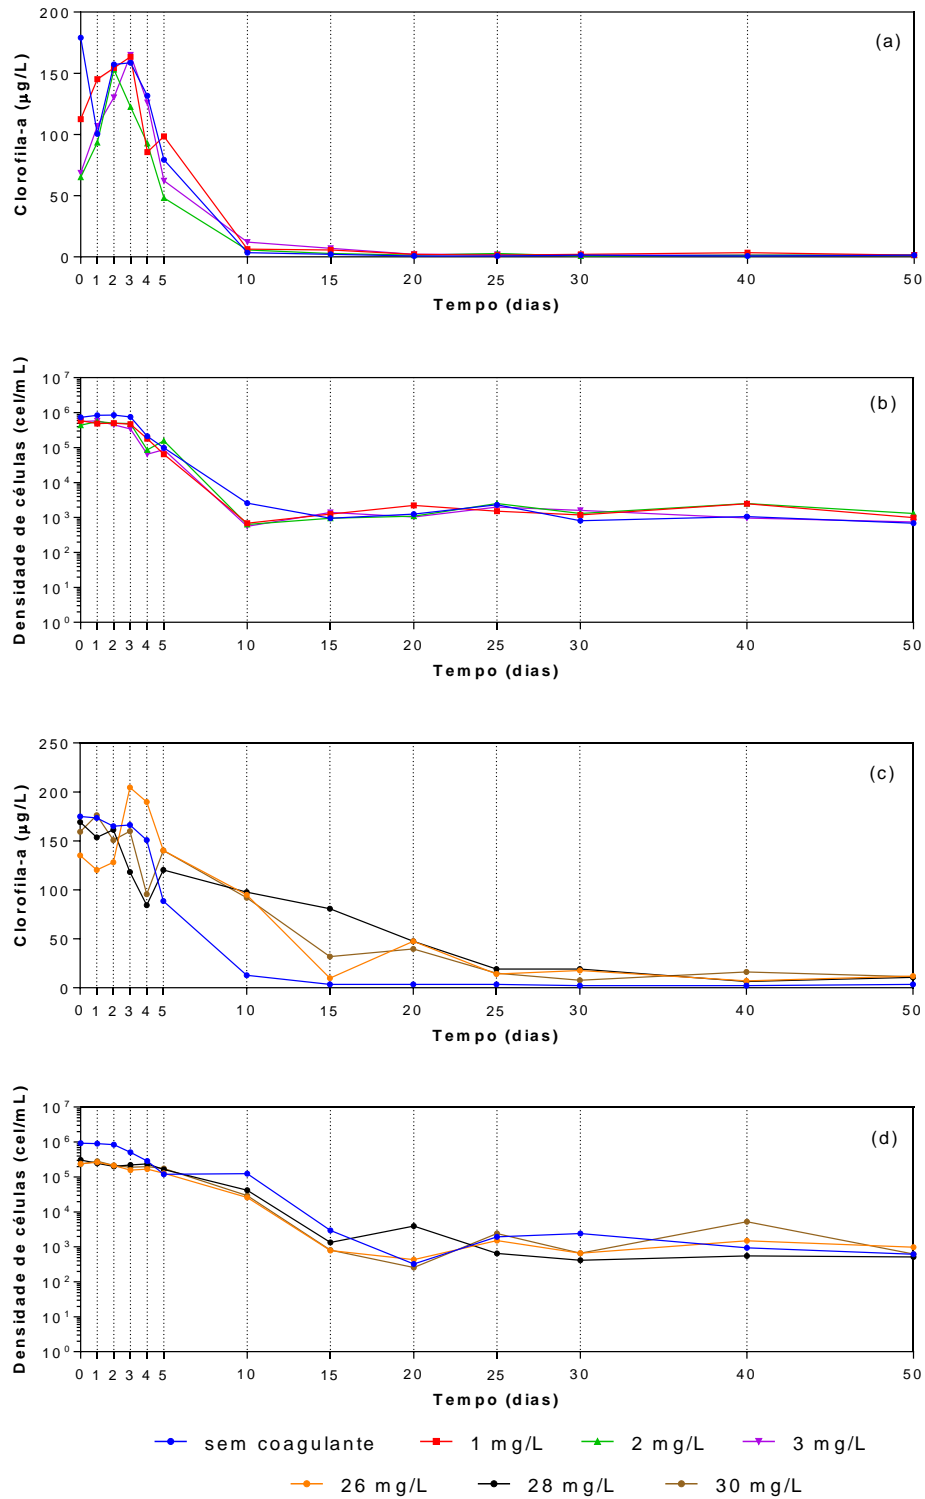 200
150
100
50
0
Clorofila-a (µg/L)
(a)
0 1 2 3 4 5 10 15 20 25 30 40 50
Tempo (dias)
10⁷
10⁶
10⁵
10⁴
10³
10²
10¹
10⁰
Densidade de células (cel/mL)
(b)
0 1 2 3 4 5 10 15 20 25 30 40 50
Tempo (dias)
250
200
150
100
50
0
Clorofila-a (µg/L)
(c)
0 1 2 3 4 5 10 15 20 25 30 40 50
Tempo (dias)
10⁷
10⁶
10⁵
10⁴
10³
10²
10¹
10⁰
Densidade de células (cel/mL)
(d)
0 1 2 3 4 5 10 15 20 25 30 40 50
Tempo (dias)
sem coagulante 1 mg/L 2 mg/L 3 mg/L
26 mg/L 28 mg/L 30 mg/L